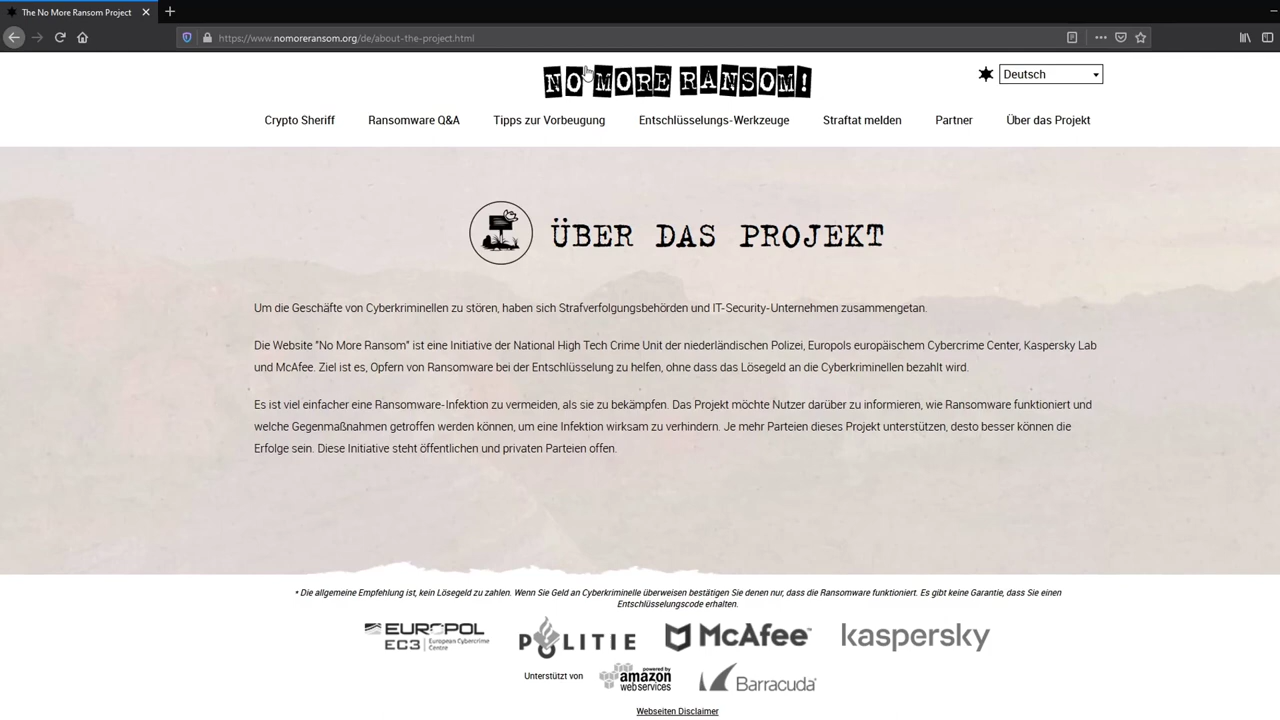 The No More Ransom Project
https://www.nomoreransom.org/de/about-the-project.html
NO MORE RANSOM!
Deutsch
Crypto Sheriff Ransomware Q&A Tipps zur Vorbeugung Entschlüsselungs-Werkzeuge Straftat melden Partner Über das Projekt
ÜBER DAS PROJEKT
Um die Geschäfte von Cyberkriminellen zu stören, haben sich Strafverfolgungsbehörden und IT-Security-Unternehmen zusammengetan.
Die Website “No More Ransom” ist eine Initiative der National High Tech Crime Unit der niederländischen Polizei, Europols europäischem Cybercrime Center, Kaspersky Lab
und McAfee. Ziel ist es, Opfern von Ransomware bei der Entschlüsselung zu helfen, ohne dass das Lösegeld an die Cyberkriminellen bezahlt wird.
Es ist viel einfacher eine Ransomware-Infektion zu vermeiden, als sie zu bekämpfen. Das Projekt möchte Nutzer darüber zu informieren, wie Ransomware funktioniert und
welche Gegenmaßnahmen getroffen werden können, um eine Infektion wirksam zu verhindern. Je mehr Parteien dieses Projekt unterstützen, desto besser können die
Erfolge sein. Diese Initiative steht öffentlichen und privaten Parteien offen.
* Die allgemeine Empfehlung ist, kein Lösegeld zu zahlen. Wenn Sie Geld an Cyberkriminelle überweisen bestätigen Sie denen nur, dass die Ransomware funktioniert. Es gibt keine Garantie, dass Sie einen
Entschlüsselungscode erhalten.
EUROPOL
EC3 European Cybercrime Centre
POLITIE
McAfee™
kaspersky
Unterstützt von
powered by
amazon
web services
Barracuda
Webseiten Disclaimer